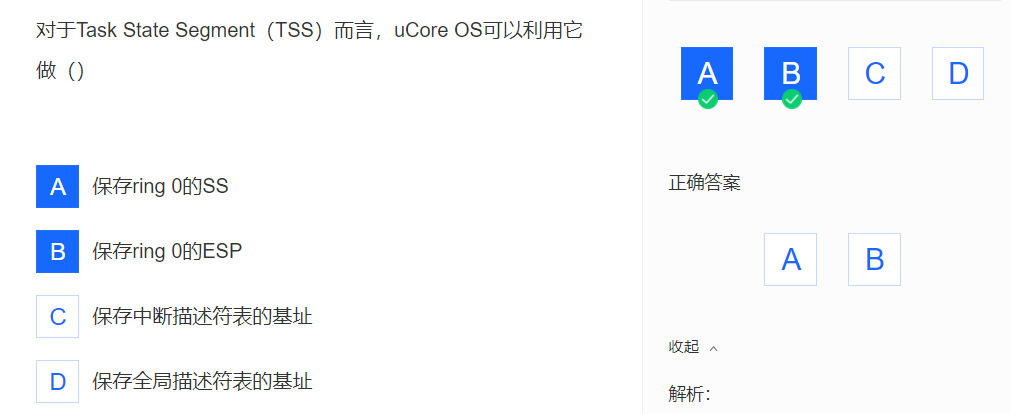 对于Task State Segment（TSS）而言，uCore OS可以利用它
做（）
A 保存ring 0的SS
B 保存ring 0的ESP
C 保存中断描述符表的基址
D 保存全局描述符表的基址
A B C D
正确答案
A B
收起
解析：